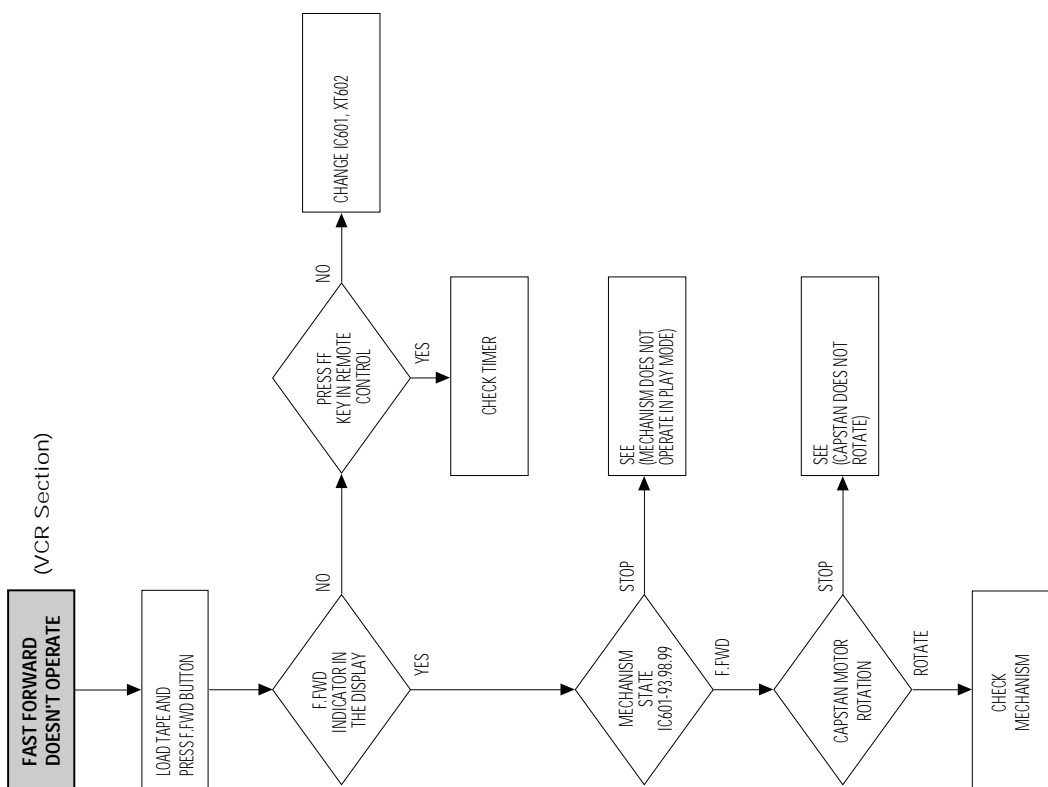 FAST FORWARD
DOESN'T OPERATE
(VCR Section)
LOAD TAPE AND
PRESS F.FWD BUTTON
F.FWD
INDICATOR IN
THE DISPLAY
NO
PRESS FF
KEY IN REMOTE
CONTROL
NO
CHANGE IC601, XT602
YES
CHECK TIMER
YES
MECHANISM
STATE
IC601-93.98.99
STOP
SEE
(MECHANISM DOES NOT
OPERATE IN PLAY MODE)
F.FWD
CAPSTAN MOTOR
ROTATION
STOP
SEE
(CAPSTAN DOES NOT
ROTATE)
ROTATE
CHECK
MECHANISM